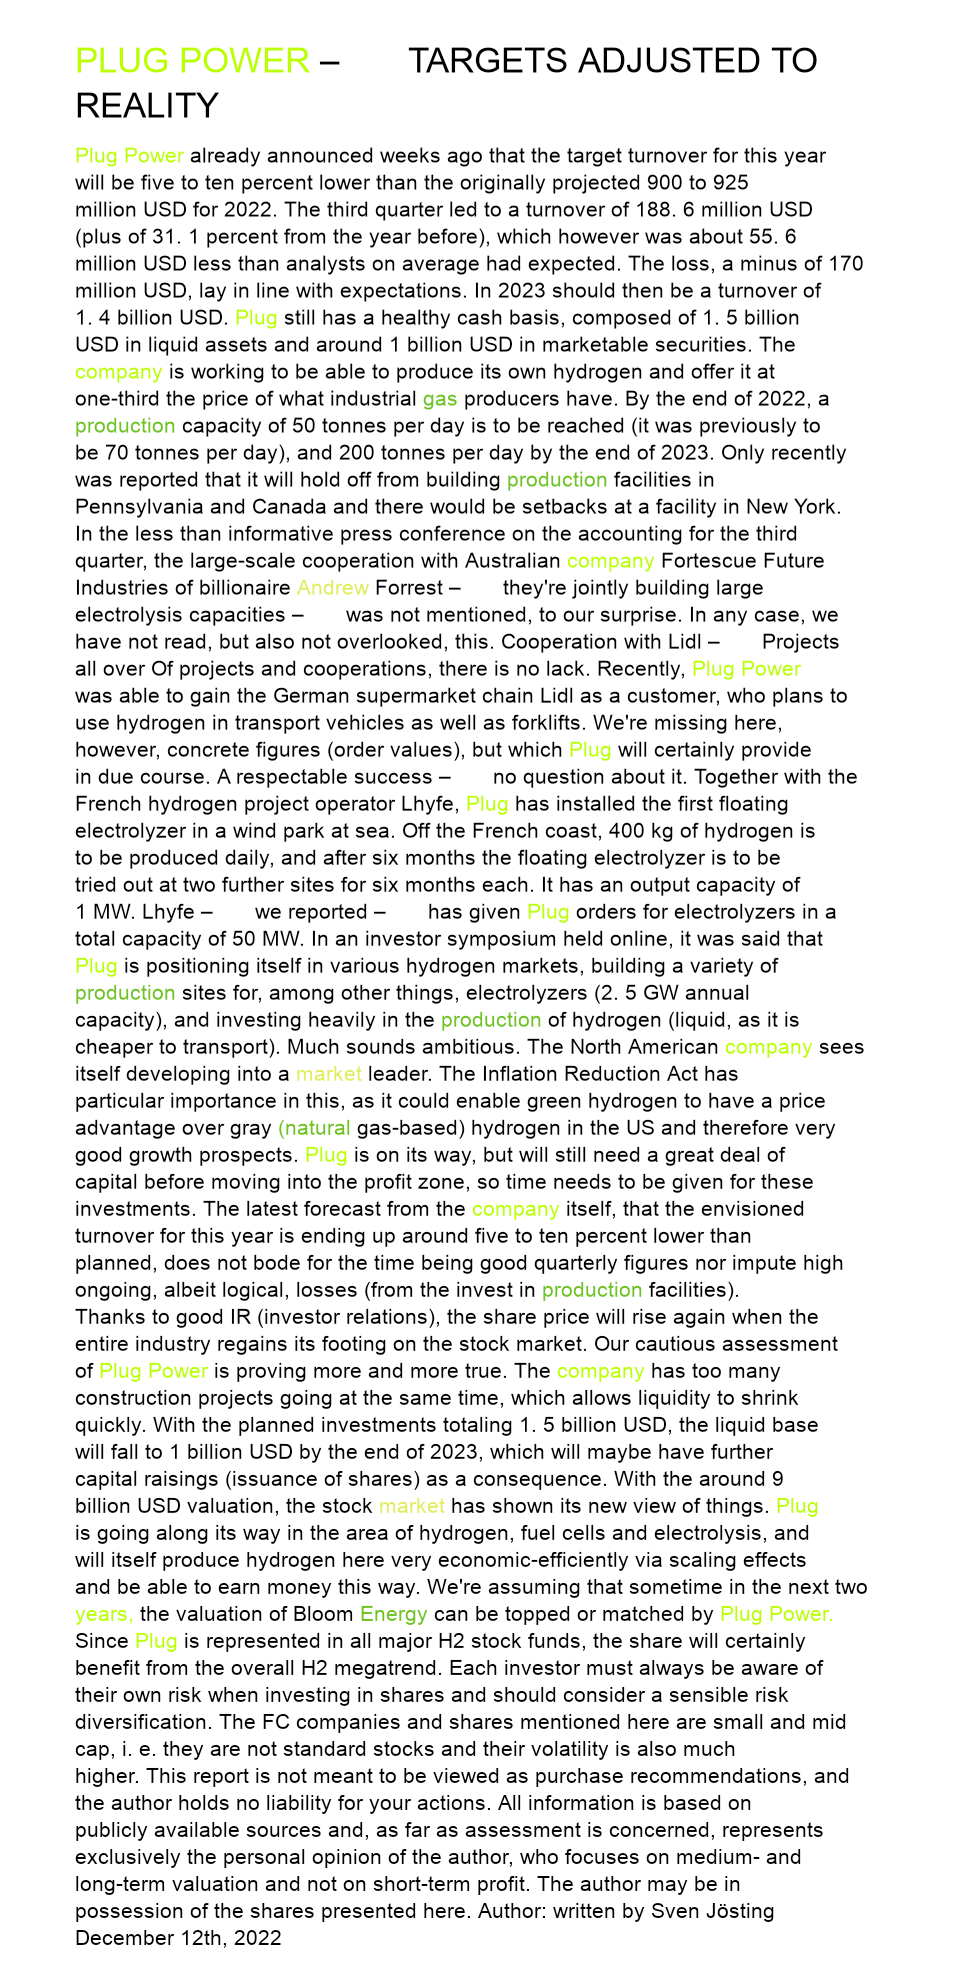 PLUG POWER – TARGETS ADJUSTED TO
REALITY
Plug Power already announced weeks ago that the target turnover for this year
will be five to ten percent lower than the originally projected 900 to 925
million USD for 2022. The third quarter led to a turnover of 188. 6 million USD
(plus of 31. 1 percent from the year before), which however was about 55. 6
million USD less than analysts on average had expected. The loss, a minus of 170
million USD, lay in line with expectations. In 2023 should then be a turnover of
1. 4 billion USD. Plug still has a healthy cash basis, composed of 1. 5 billion
USD in liquid assets and around 1 billion USD in marketable securities. The
company is working to be able to produce its own hydrogen and offer it at
one-third the price of what industrial gas producers have. By the end of 2022, a
production capacity of 50 tonnes per day is to be reached (it was previously to
be 70 tonnes per day), and 200 tonnes per day by the end of 2023. Only recently
was reported that it will hold off from building production facilities in
Pennsylvania and Canada and there would be setbacks at a facility in New York.
In the less than informative press conference on the accounting for the third
quarter, the large-scale cooperation with Australian company Fortescue Future
Industries of billionaire Andrew Forrest – they're jointly building large
electrolysis capacities – was not mentioned, to our surprise. In any case, we
have not read, but also not overlooked, this. Cooperation with Lidl – Projects
all over Of projects and cooperations, there is no lack. Recently, Plug Power
was able to gain the German supermarket chain Lidl as a customer, who plans to
use hydrogen in transport vehicles as well as forklifts. We're missing here,
however, concrete figures (order values), but which Plug will certainly provide
in due course. A respectable success – no question about it. Together with the
French hydrogen project operator Lhyfe, Plug has installed the first floating
electrolyzer in a wind park at sea. Off the French coast, 400 kg of hydrogen is
to be produced daily, and after six months the floating electrolyzer is to be
tried out at two further sites for six months each. It has an output capacity of
1 MW. Lhyfe – we reported – has given Plug orders for electrolyzers in a
total capacity of 50 MW. In an investor symposium held online, it was said that
Plug is positioning itself in various hydrogen markets, building a variety of
production sites for, among other things, electrolyzers (2. 5 GW annual
capacity), and investing heavily in the production of hydrogen (liquid, as it is
cheaper to transport). Much sounds ambitious. The North American company sees
itself developing into a market leader. The Inflation Reduction Act has
particular importance in this, as it could enable green hydrogen to have a price
advantage over gray (natural gas-based) hydrogen in the US and therefore very
good growth prospects. Plug is on its way, but will still need a great deal of
capital before moving into the profit zone, so time needs to be given for these
investments. The latest forecast from the company itself, that the envisioned
turnover for this year is ending up around five to ten percent lower than
planned, does not bode for the time being good quarterly figures nor impute high
ongoing, albeit logical, losses (from the invest in production facilities).
Thanks to good IR (investor relations), the share price will rise again when the
entire industry regains its footing on the stock market. Our cautious assessment
of Plug Power is proving more and more true. The company has too many
construction projects going at the same time, which allows liquidity to shrink
quickly. With the planned investments totaling 1. 5 billion USD, the liquid base
will fall to 1 billion USD by the end of 2023, which will maybe have further
capital raisings (issuance of shares) as a consequence. With the around 9
billion USD valuation, the stock market has shown its new view of things. Plug
is going along its way in the area of hydrogen, fuel cells and electrolysis, and
will itself produce hydrogen here very economic-efficiently via scaling effects
and be able to earn money this way. We're assuming that sometime in the next two
years, the valuation of Bloom Energy can be topped or matched by Plug Power.
Since Plug is represented in all major H2 stock funds, the share will certainly
benefit from the overall H2 megatrend. Each investor must always be aware of
their own risk when investing in shares and should consider a sensible risk
diversification. The FC companies and shares mentioned here are small and mid
cap, i. e. they are not standard stocks and their volatility is also much
higher. This report is not meant to be viewed as purchase recommendations, and
the author holds no liability for your actions. All information is based on
publicly available sources and, as far as assessment is concerned, represents
exclusively the personal opinion of the author, who focuses on medium- and
long-term valuation and not on short-term profit. The author may be in
possession of the shares presented here. Author: written by Sven Jösting
December 12th, 2022